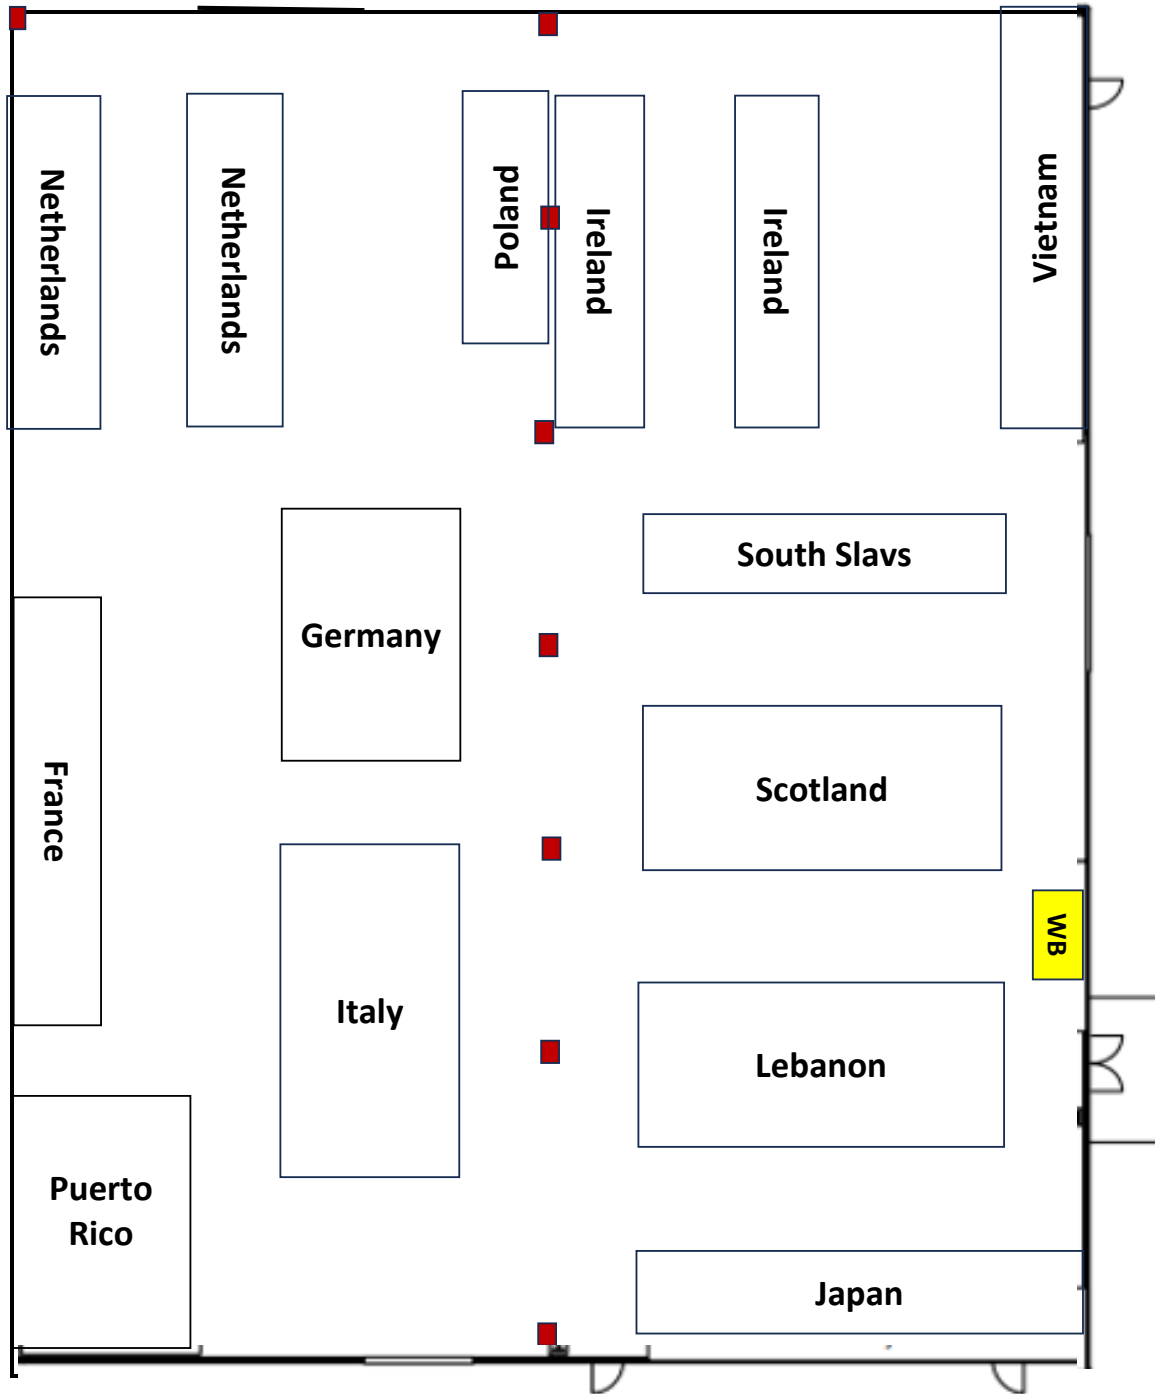 Netherlands
Netherlands
Poland
Ireland
Ireland
Vietnam
South Slavs
Germany
Scotland
France
WB
Italy
Lebanon
Puerto
Rico
Japan